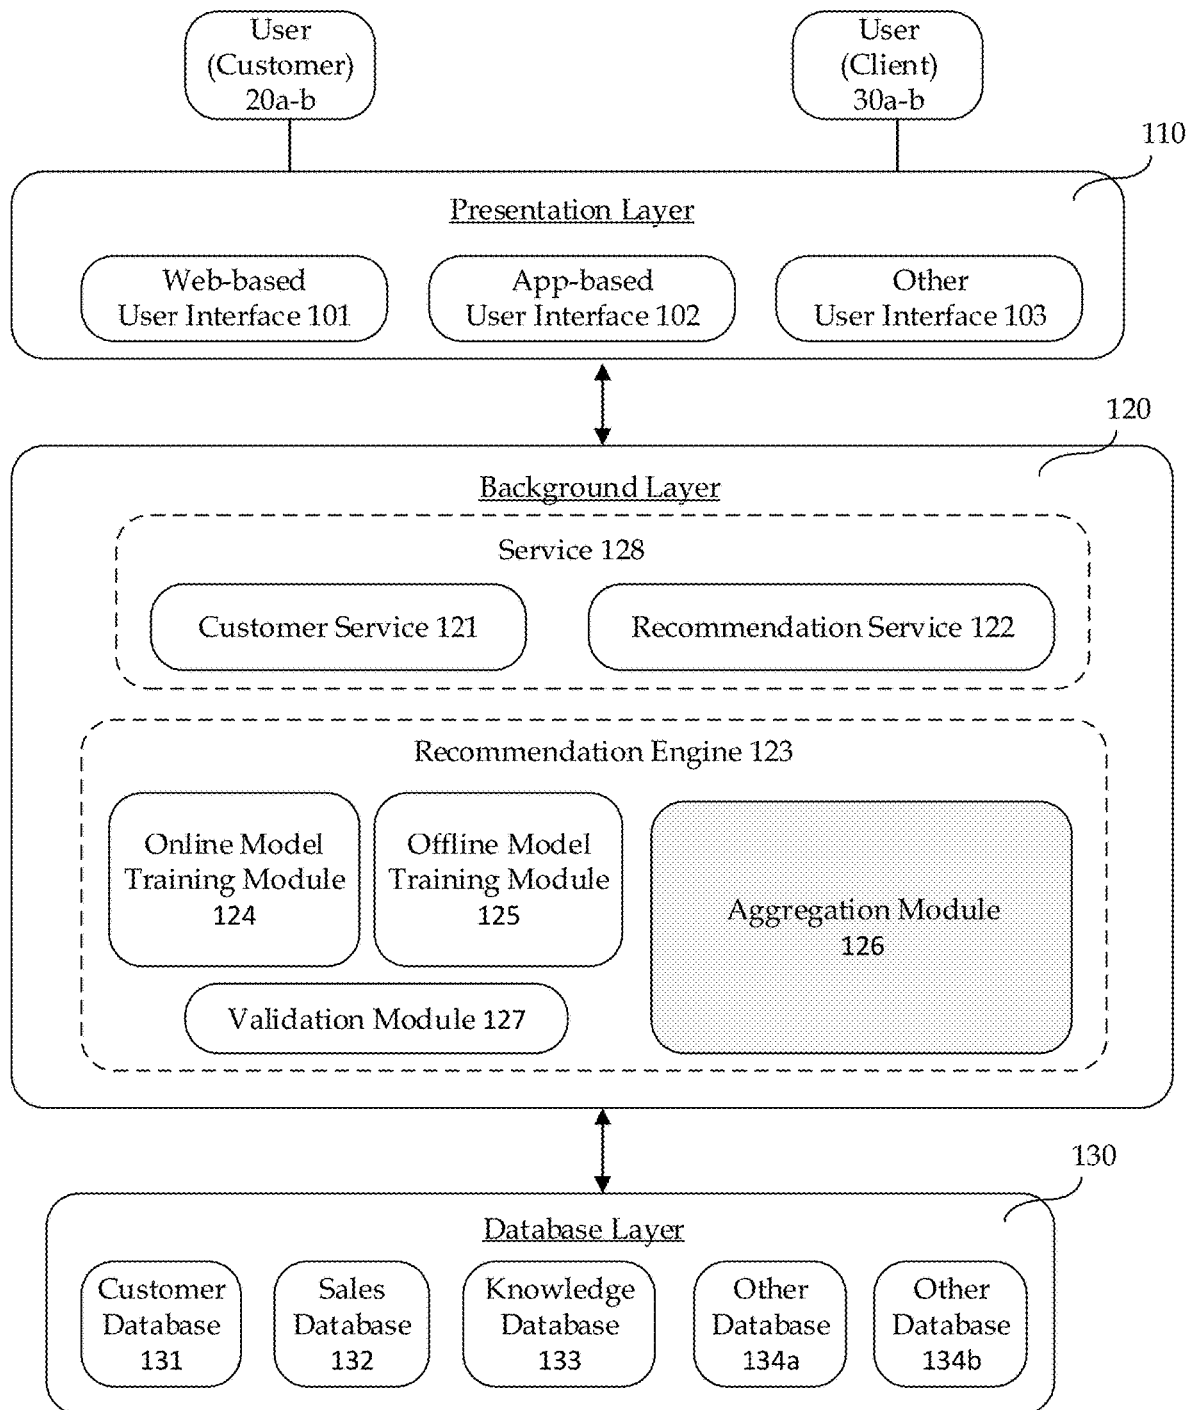 User
(Customer)
20a-b
User
(Client)
30a-b
110
Presentation Layer
Web-based
User Interface 101
App-based
User Interface 102
Other
User Interface 103
120
Background Layer
Service 128
Customer Service 121
Recommendation Service 122
Recommendation Engine 123
Online Model
Training Module
124
Offline Model
Training Module
125
Aggregation Module
126
Validation Module 127
130
Database Layer
Customer
Database
131
Sales
Database
132
Knowledge
Database
133
Other
Database
134a
Other
Database
134b